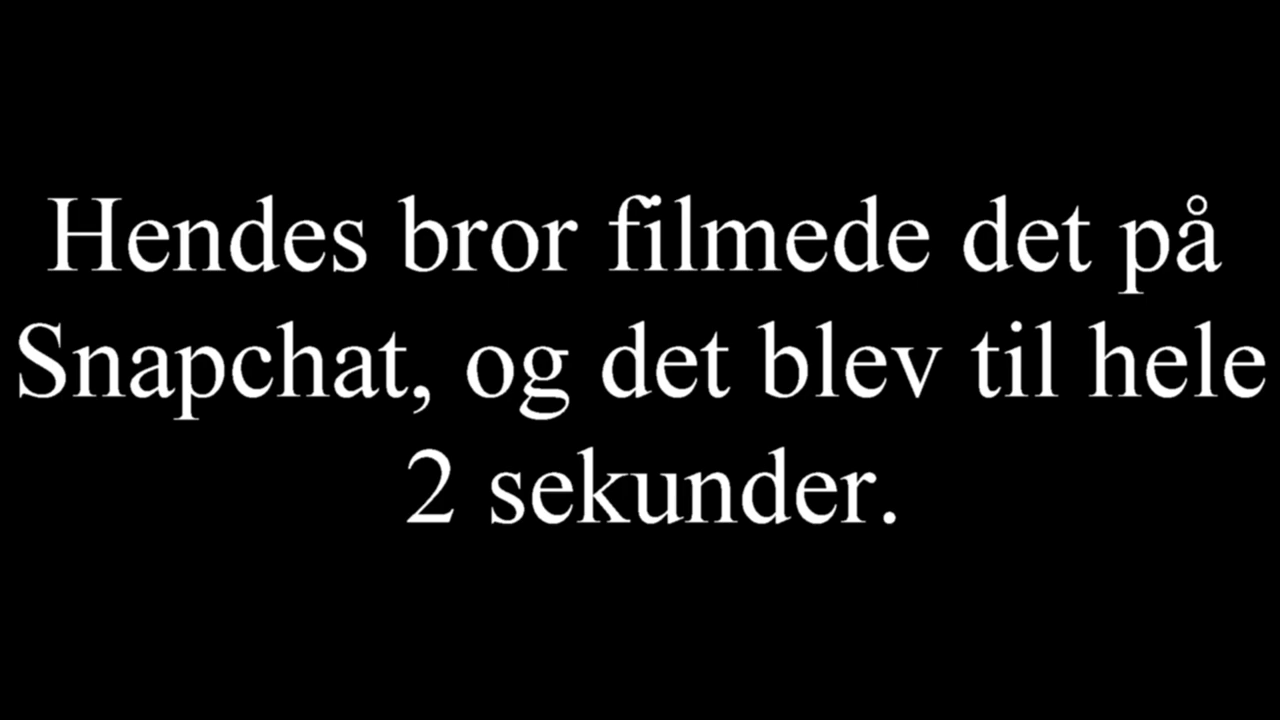 Hendes bror filmede det på
Snapchat, og det blev til hele
2 sekunder.